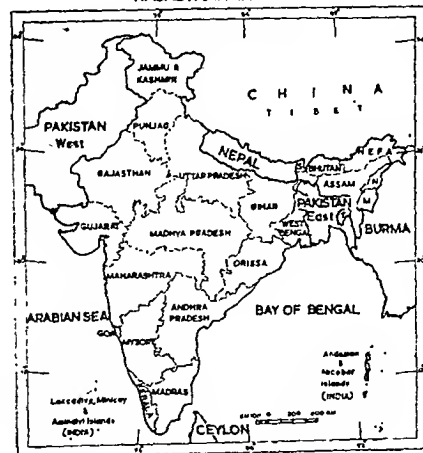 JAMMU &
KASHMIR
CHINA
TIBET
PAKISTAN
West
PUNJAB
NEPAL
NEFA
BHUTAN
RAJASTHAN
UTTAR PRADESH
ASSAM
N
BIHAR
PAKISTAN
East
T
M
GUJARAT
MADHYA PRADESH
WEST
BENGAL
BURMA
MAHARASHTRA
ORISSA
ARABIAN SEA
ANDHRA
PRADESH
BAY OF BENGAL
GOA
MYSORE
Andaman
&
Nicobar
Islands
(INDIA)
MADRAS
KERALA
Laccadive, Minicoy
&
Amindivi Islands
(INDIA)
CEYLON